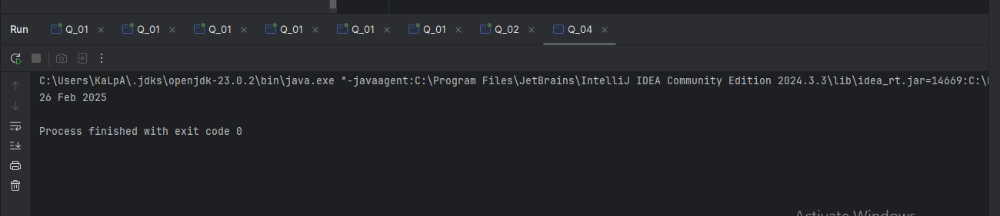 Run Q_01 Q_01 Q_01 Q_01 Q_01 Q_01 Q_02 Q_04
C:\Users\KaLpA\.jdks\openjdk-23.0.2\bin\java.exe "-javaagent:C:\Program Files\JetBrains\IntelliJ IDEA Community Edition 2024.3.3\lib\idea_rt.jar=14669:C:\
26 Feb 2025
Process finished with exit code 0
Activate Windows